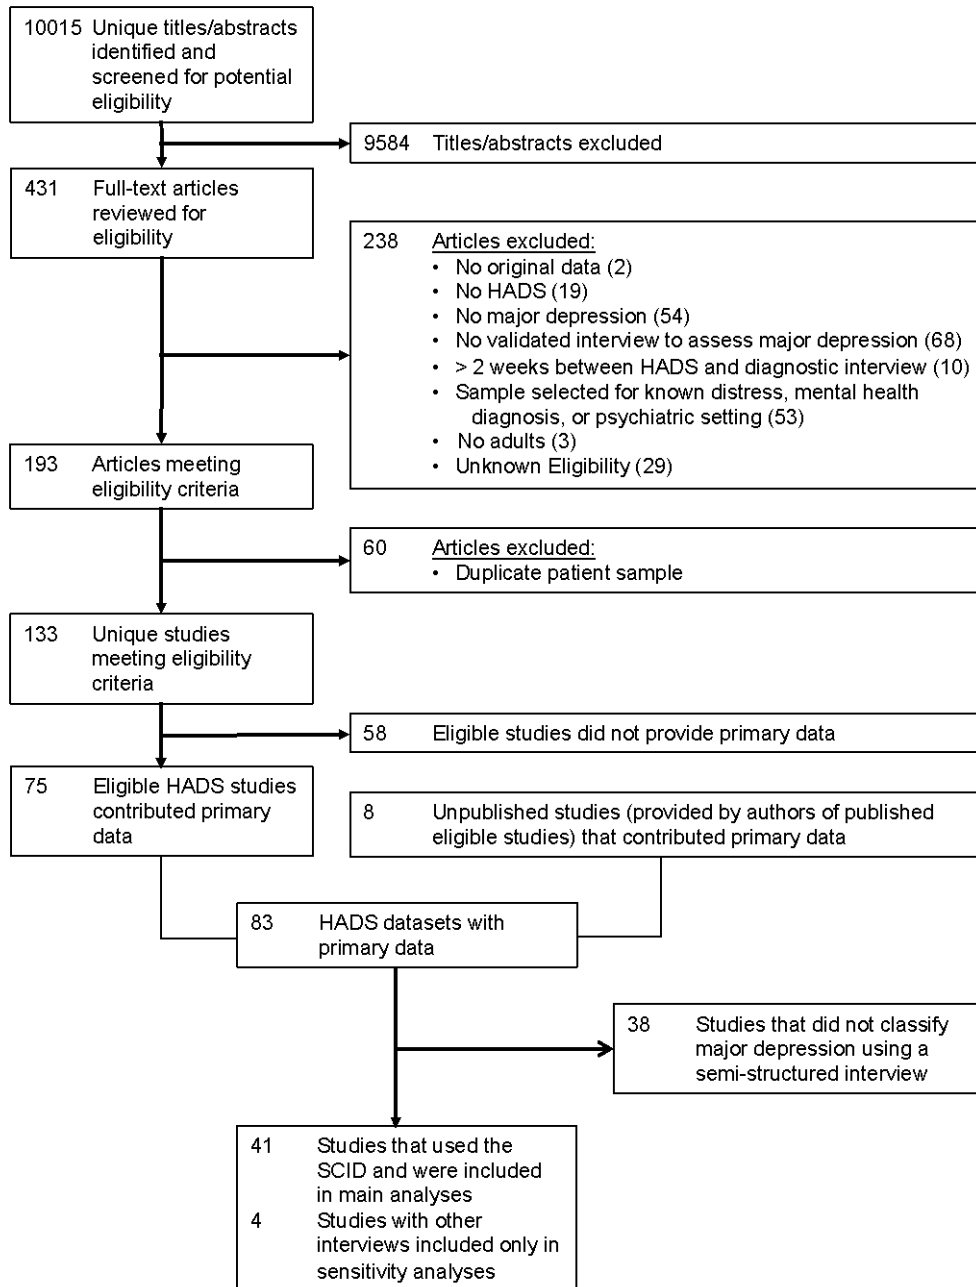 10015 Unique titles/abstracts
identified and
screened for potential
eligibility
9584 Titles/abstracts excluded
431 Full-text articles
reviewed for
eligibility
238 Articles excluded:
• No original data (2)
• No HADS (19)
• No major depression (54)
• No validated interview to assess major depression (68)
• > 2 weeks between HADS and diagnostic interview (10)
• Sample selected for known distress, mental health
diagnosis, or psychiatric setting (53)
• No adults (3)
• Unknown Eligibility (29)
193 Articles meeting
eligibility criteria
60 Articles excluded:
• Duplicate patient sample
133 Unique studies
meeting eligibility
criteria
58 Eligible studies did not provide primary data
75 Eligible HADS studies
contributed primary
data
8 Unpublished studies (provided by authors of published
eligible studies) that contributed primary data
83 HADS datasets with
primary data
38 Studies that did not classify
major depression using a
semi-structured interview
41 Studies that used the
SCID and were included
in main analyses
4 Studies with other
interviews included only in
sensitivity analyses